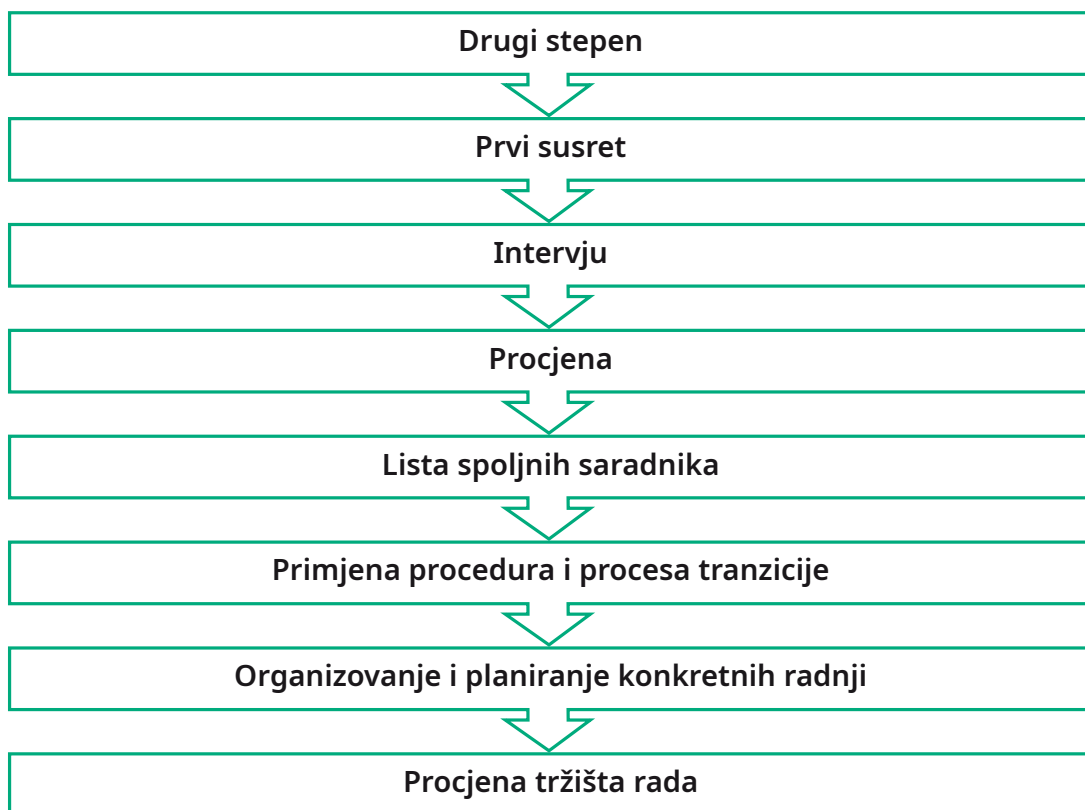 Drugi stepen
Prvi susret
Intervju
Procjena
Lista spoljnih saradnika
Primjena procedura i procesa tranzicije
Organizovanje i planiranje konkretnih radnji
Procjena tržišta rada